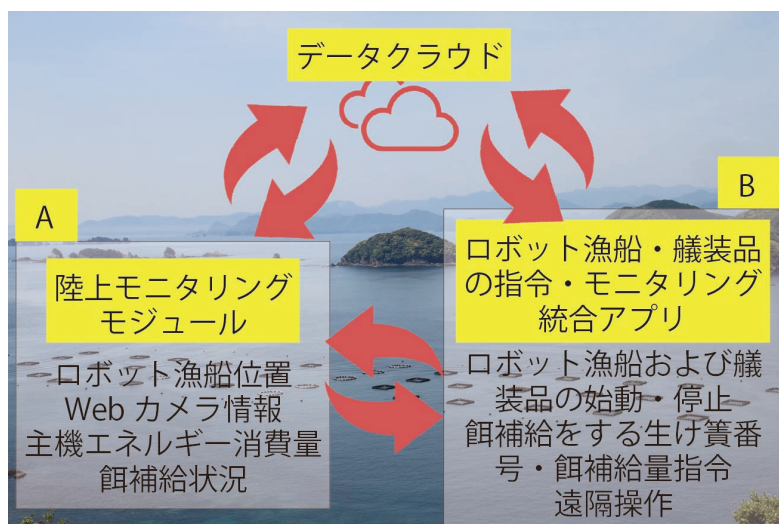 データクラウド
A
陸上モニタリング
モジュール
ロボット漁船位置
Web カメラ情報
主機エネルギー消費量
餌補給状況
B
ロボット漁船・艤装品
の指令・モニタリング
統合アプリ
ロボット漁船および艤
装品の始動・停止
餌補給をする生け簀番
号・餌補給量指令
遠隔操作